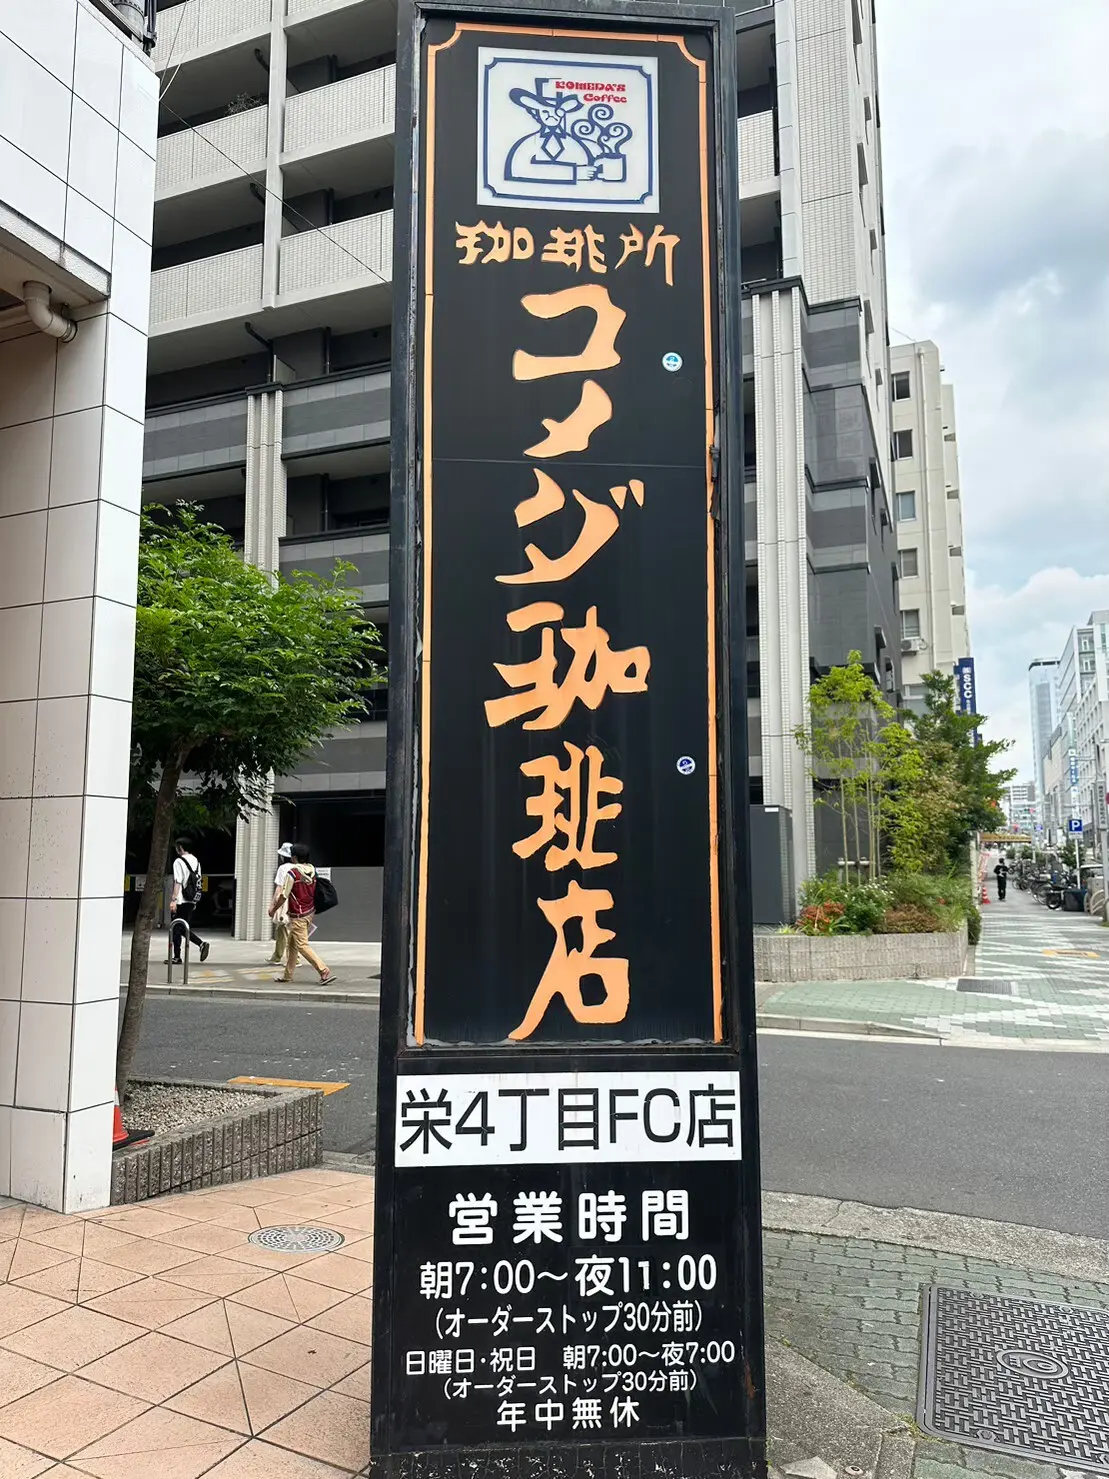 KOMEDA'S
Coffee
珈琲所
コメダ珈琲店
栄4丁目FC店
営業時間
朝7:00～夜11:00
(オーダーストップ30分前)
日曜日・祝日 朝7:00～夜7:00
(オーダーストップ30分前)
年中無休
SCC
P